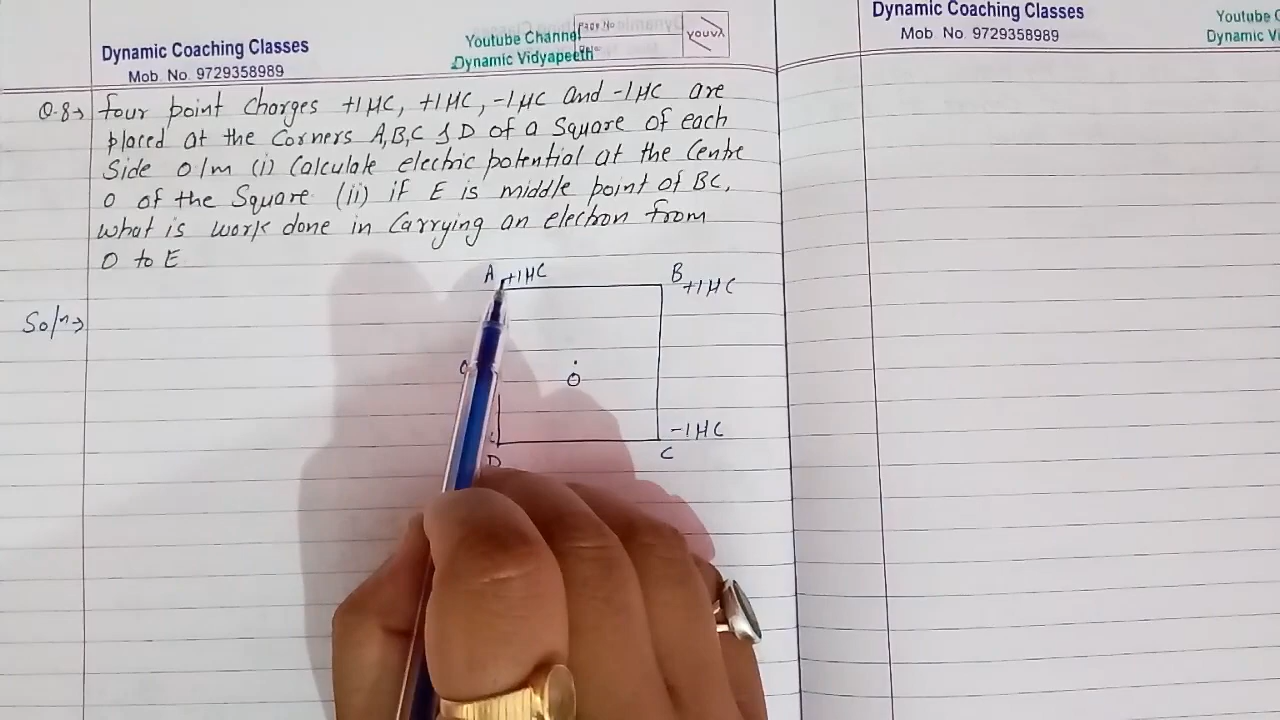 Dynamic Coaching Classes
Mob. No. 9729358989
Youtube Channel
Dynamic Vidyapeeth
Page No
YOUVA
Dynamic Coaching Classes
Mob No 9729358989
Youtube C
Dynamic Vi
Q.8→ Four point charges +1μC, +1μC, -1μC and -1μC are
placed at the corners A,B,C & D of a square of each
side 0.1m (i) Calculate electric potential at the centre
O of the square (ii) if E is middle point of BC,
what is work done in carrying an electron from
O to E
Soln→
A +1μC
B +1μC
O
-1μC
D
C